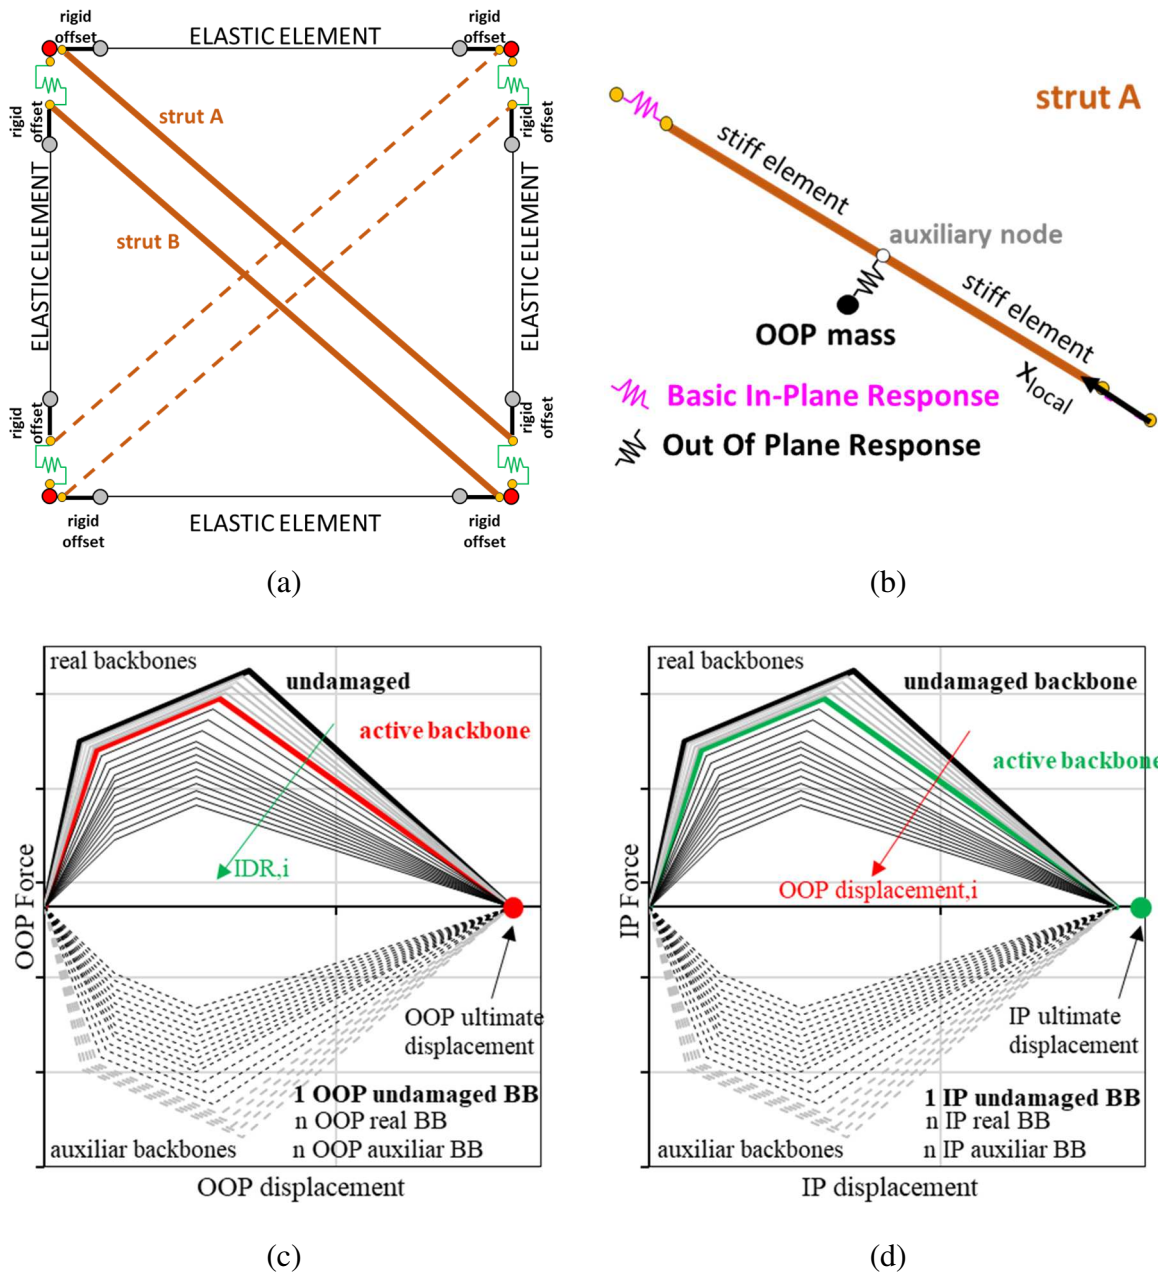 rigid
offset
ELASTIC ELEMENT
rigid
offset
rigid
offset
strut A
rigid
offset
ELASTIC ELEMENT
strut B
ELASTIC ELEMENT
rigid
offset
rigid
offset
rigid
offset
ELASTIC ELEMENT
rigid
offset
(a)
strut A
stiff element
auxiliary node
stiff element
OOP mass
xlocal
Basic In-Plane Response
Out Of Plane Response
(b)
real backbones
undamaged
active backbone
IDR,i
OOP Force
OOP ultimate
displacement
1 OOP undamaged BB
n OOP real BB
n OOP auxiliar BB
auxiliar backbones
OOP displacement
(c)
real backbones
undamaged backbone
active backbone
OOP displacement,i
IP Force
IP ultimate
displacement
1 IP undamaged BB
n IP real BB
n IP auxiliar BB
auxiliar backbones
IP displacement
(d)